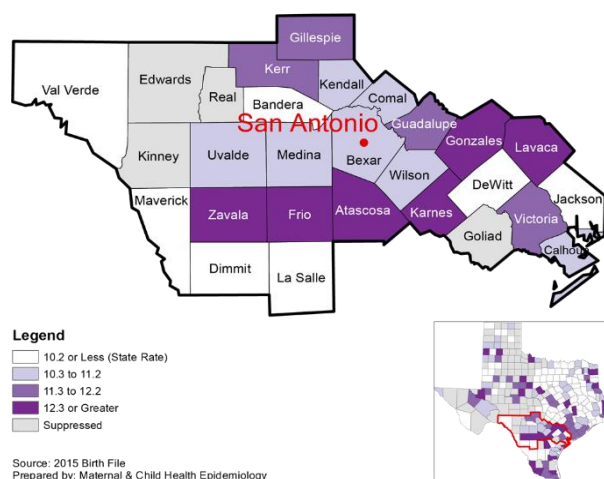 Gillespie
Val Verde
Edwards
Kerr
Real
Kendall
Bandera
Comal
San Antonio
Guadalupe
Gonzales
Lavaca
Kinney
Uvalde
Medina
Bexar
Wilson
DeWitt
Jackson
Maverick
Zavala
Frio
Atascosa
Karnes
Victoria
Goliad
Calhoun
Dimmit
La Salle
Legend
10.2 or Less (State Rate)
10.3 to 11.2
11.3 to 12.2
12.3 or Greater
Suppressed
Source: 2015 Birth File
Prepared by: Maternal & Child Health Epidemiology